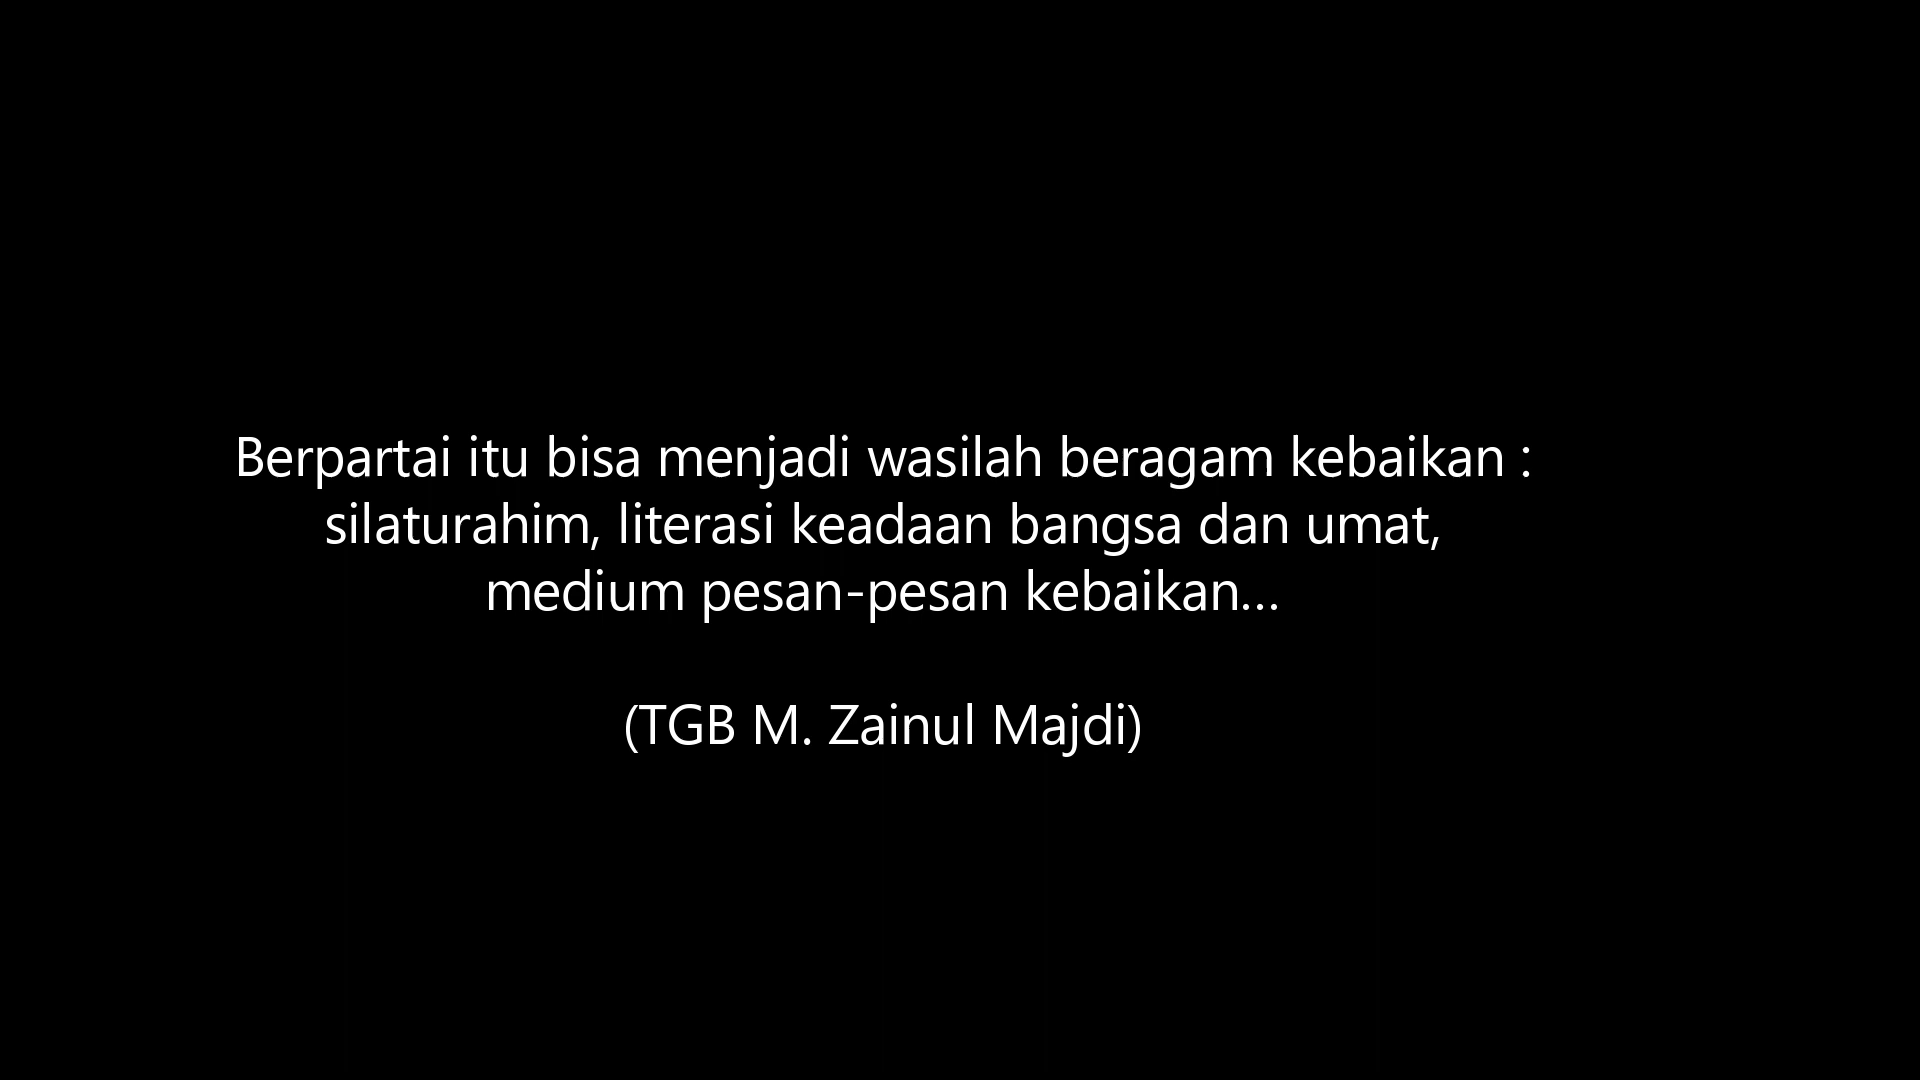 Berpartai itu bisa menjadi wasilah beragam kebaikan :
silaturahim, literasi keadaan bangsa dan umat,
medium pesan-pesan kebaikan...
(TGB M. Zainul Majdi)